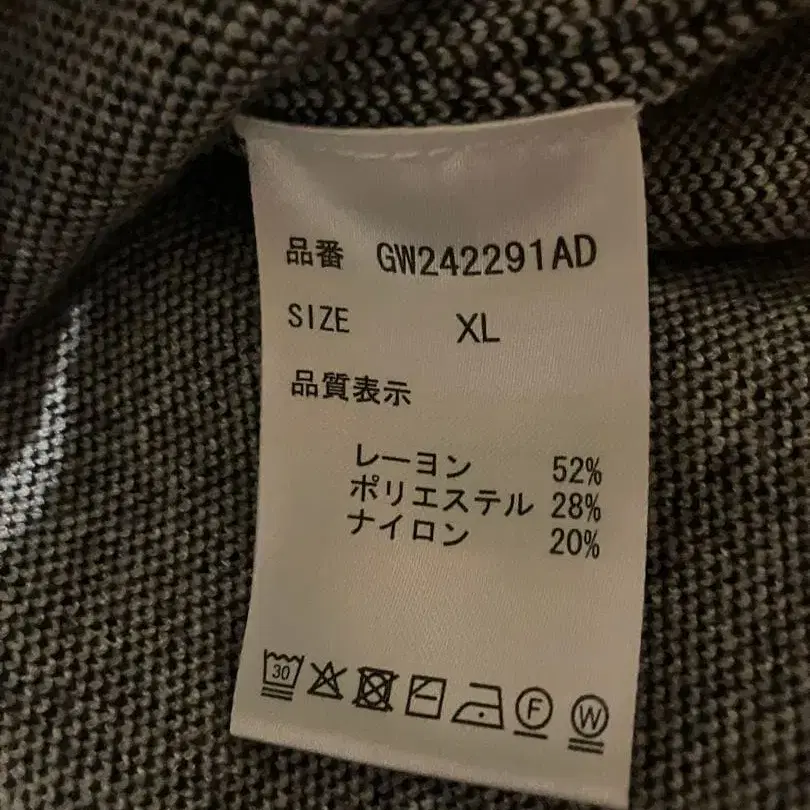 品番 GW242291AD
SIZE XL
品質表示
レーヨン 52%
ポリエステル 28%
ナイロン 20%
30 F W